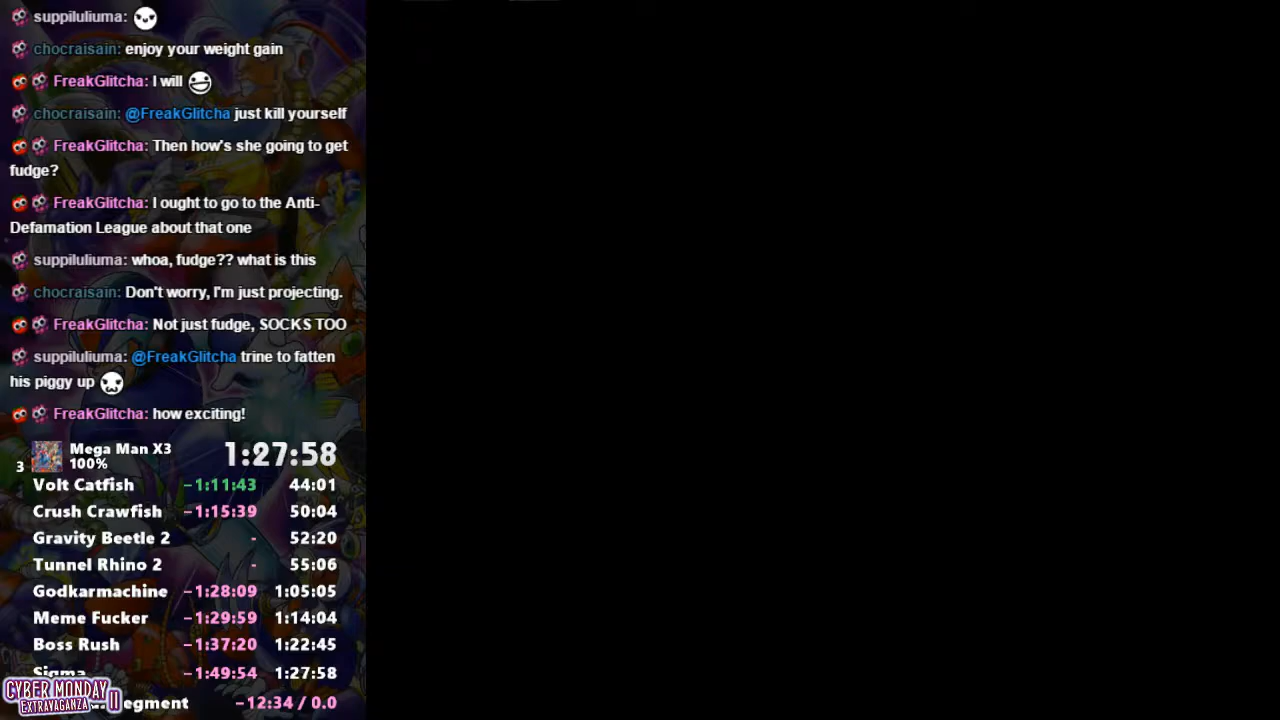 suppiluliuma:
chocraisain: enjoy your weight gain
FreakGlitcha: I will
chocraisain: @FreakGlitcha just kill yourself
FreakGlitcha: Then how's she going to get
fudge?
FreakGlitcha: I ought to go to the Anti-
Defamation League about that one
suppiluliuma: whoa, fudge?? what is this
chocraisain: Don't worry, I'm just projecting.
FreakGlitcha: Not just fudge, SOCKS TOO
suppiluliuma: @FreakGlitcha trine to fatten
his piggy up
FreakGlitcha: how exciting!
Mega Man X3 1:27:58
3 100%
Volt Catfish -1:11:43 44:01
Crush Crawfish -1:15:39 50:04
Gravity Beetle 2 - 52:20
Tunnel Rhino 2 - 55:06
Godkarmachine -1:28:09 1:05:05
Meme Fucker -1:29:59 1:14:04
Boss Rush -1:37:20 1:22:45
Sigma -1:49:54 1:27:58
CYBER MONDAY
EXTRAVAGANZA II
egment -12:34 / 0.0